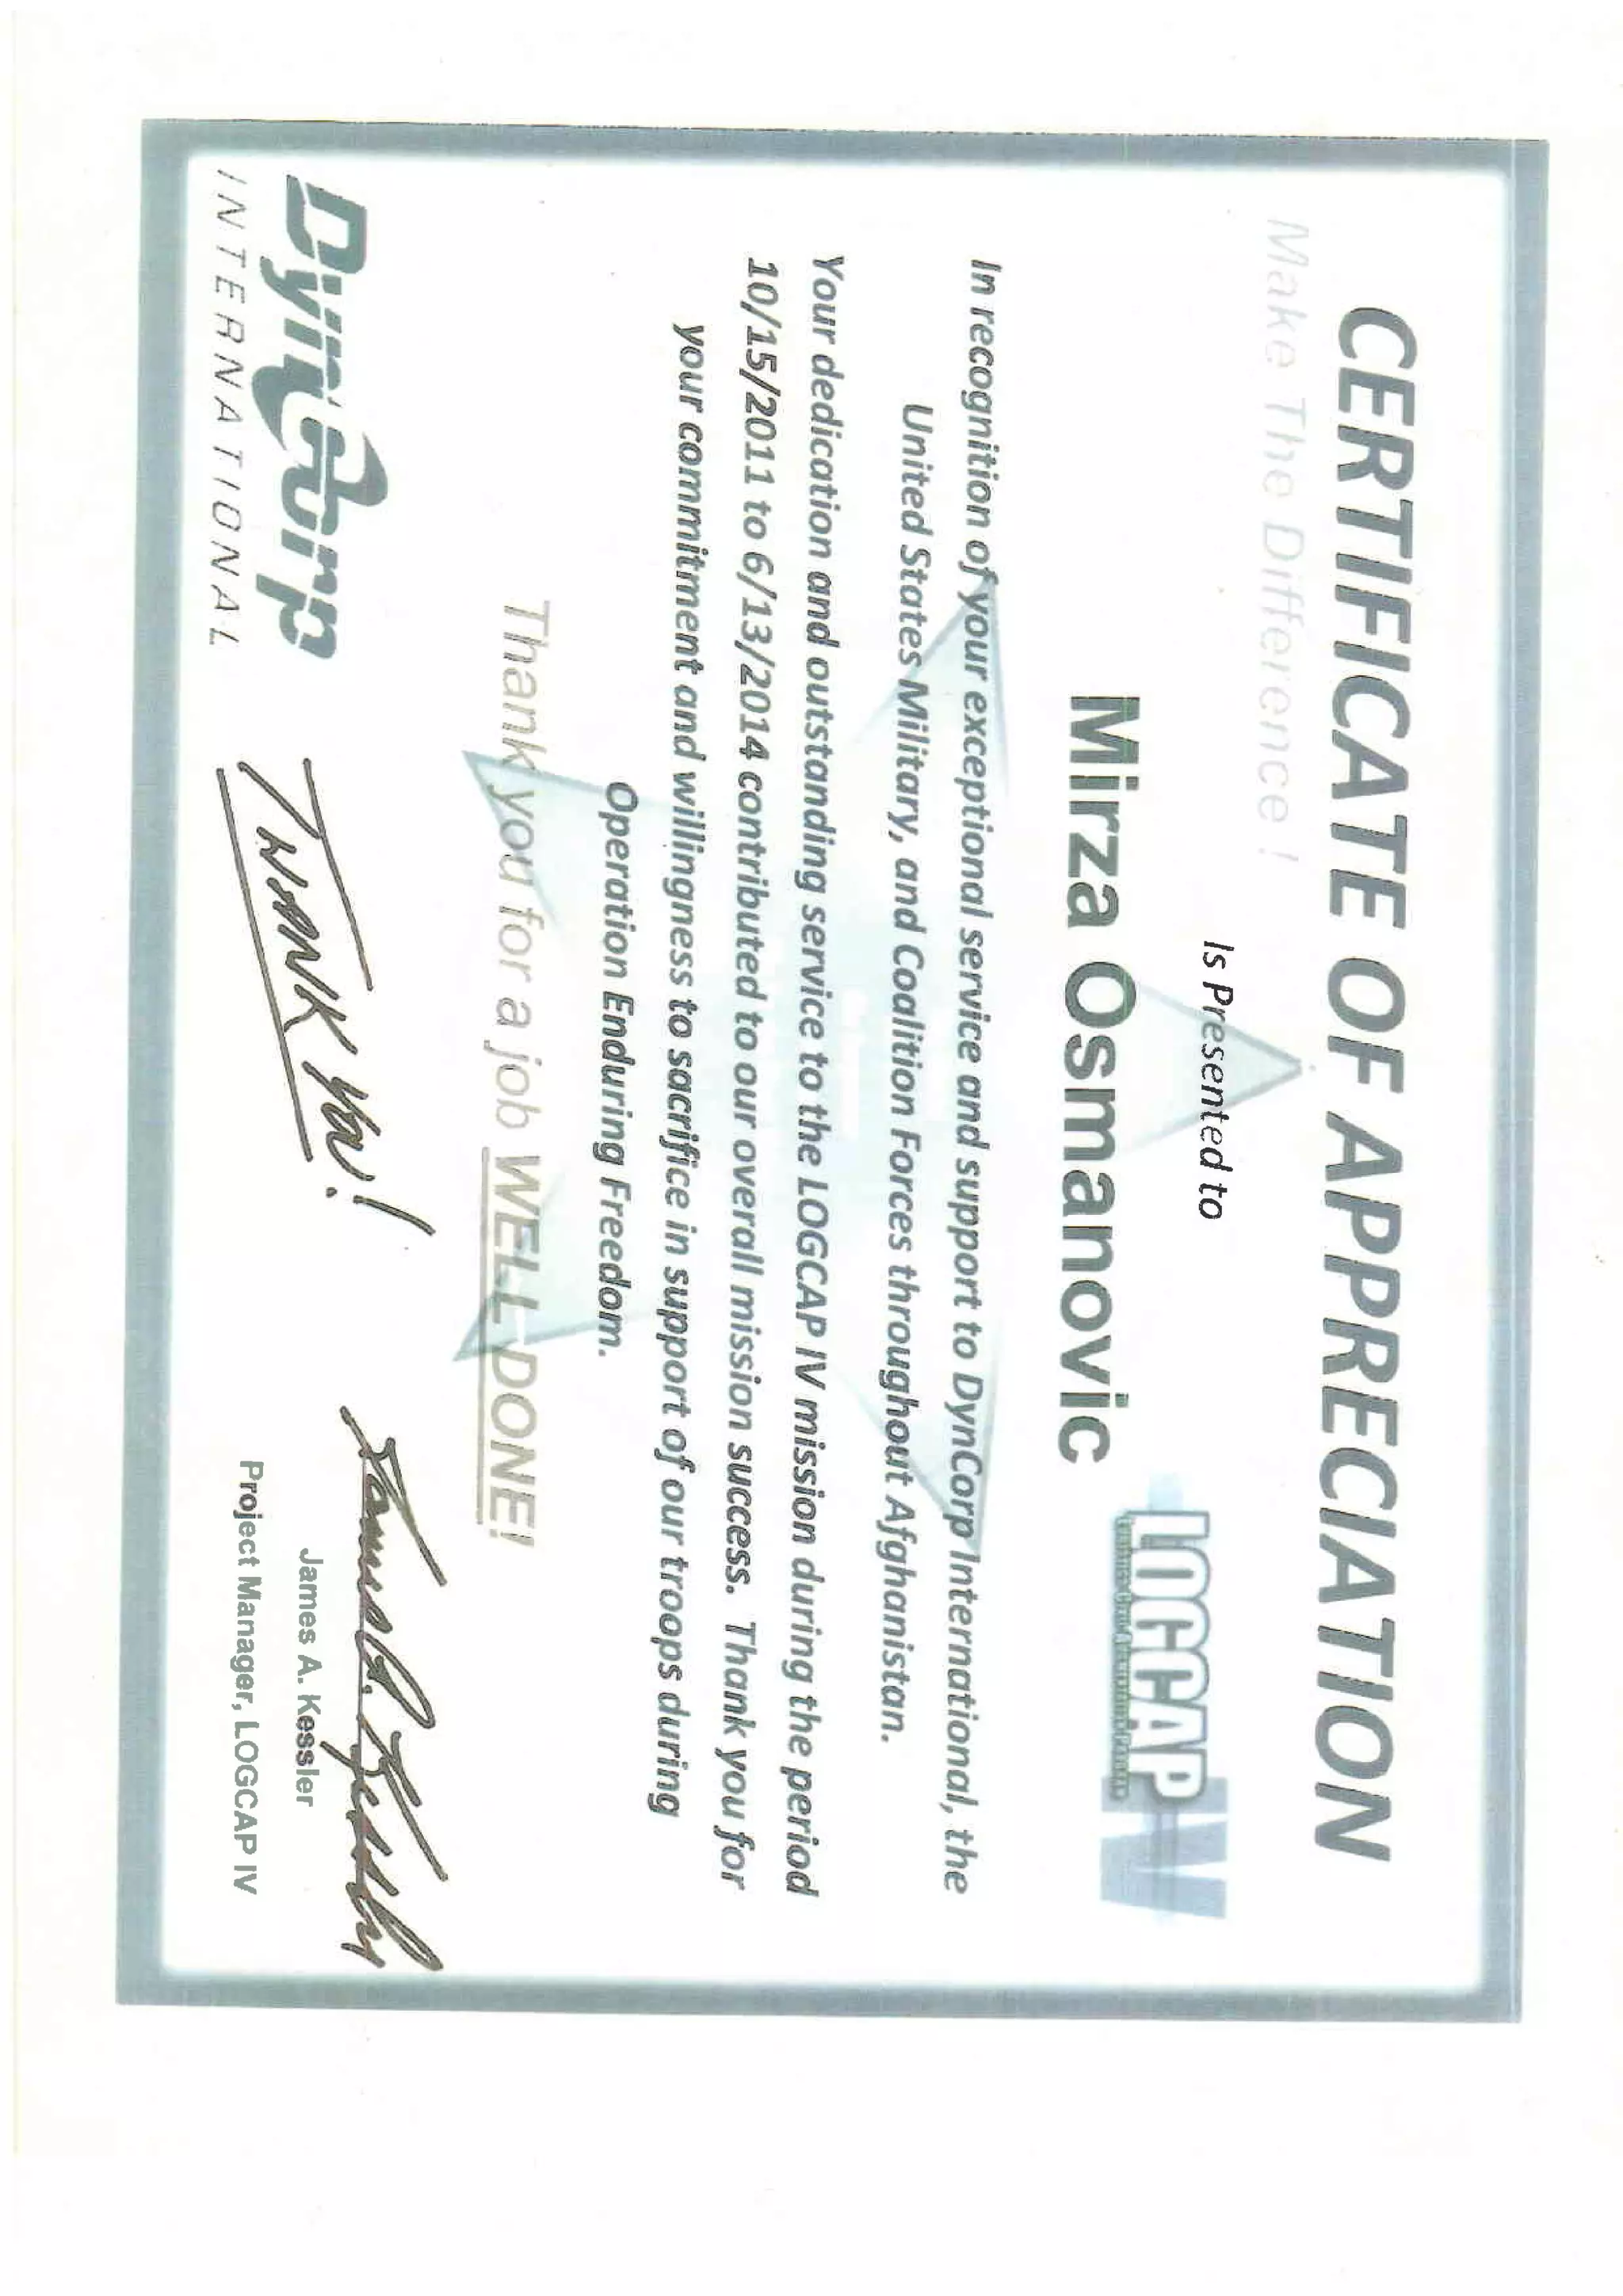 CERTIFICATE OF APPRECIATION
Make The Difference !
Is Presented to
LOGCAP IV
Mirza Osmanovic
In recognition of your exceptional service and support to DynCorp International, the
United States Military, and Coalition Forces throughout Afghanistan.
Your dedication and outstanding service to the LOGCAP IV mission during the period
10/15/2011 to 6/13/2014 contributed to our overall mission success. Thank you for
your commitment and willingness to sacrifice in support of our troops during
Operation Enduring Freedom.
Thank you for a job WELL DONE!
DynCorp
INTERNATIONAL
THANK YOU!
James A. Kessler
James A. Kessler
Project Manager, LOGCAP IV